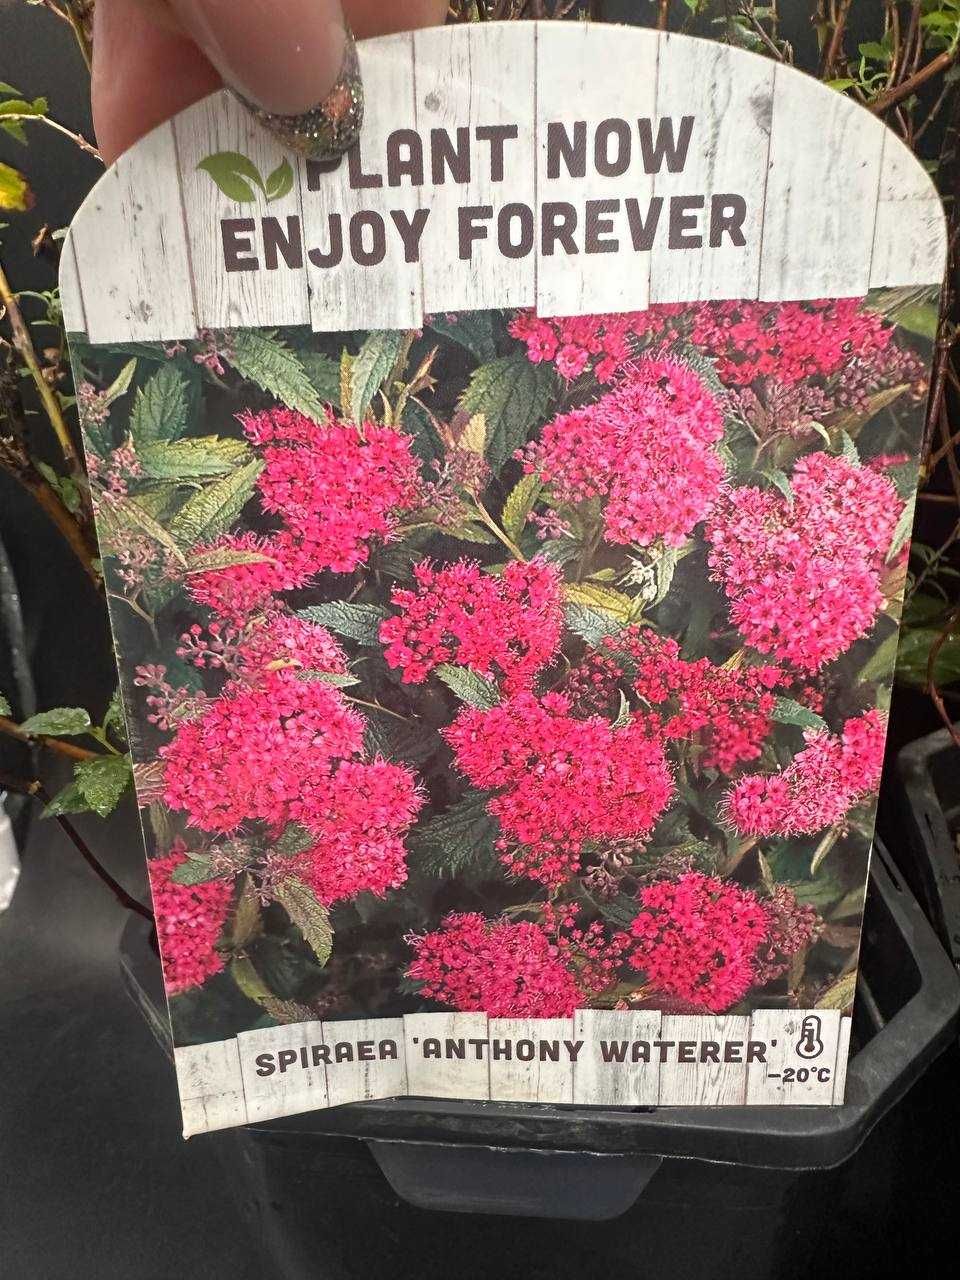 PLANT NOW
ENJOY FOREVER
SPIRAEA 'ANTHONY WATERER'
-20°C